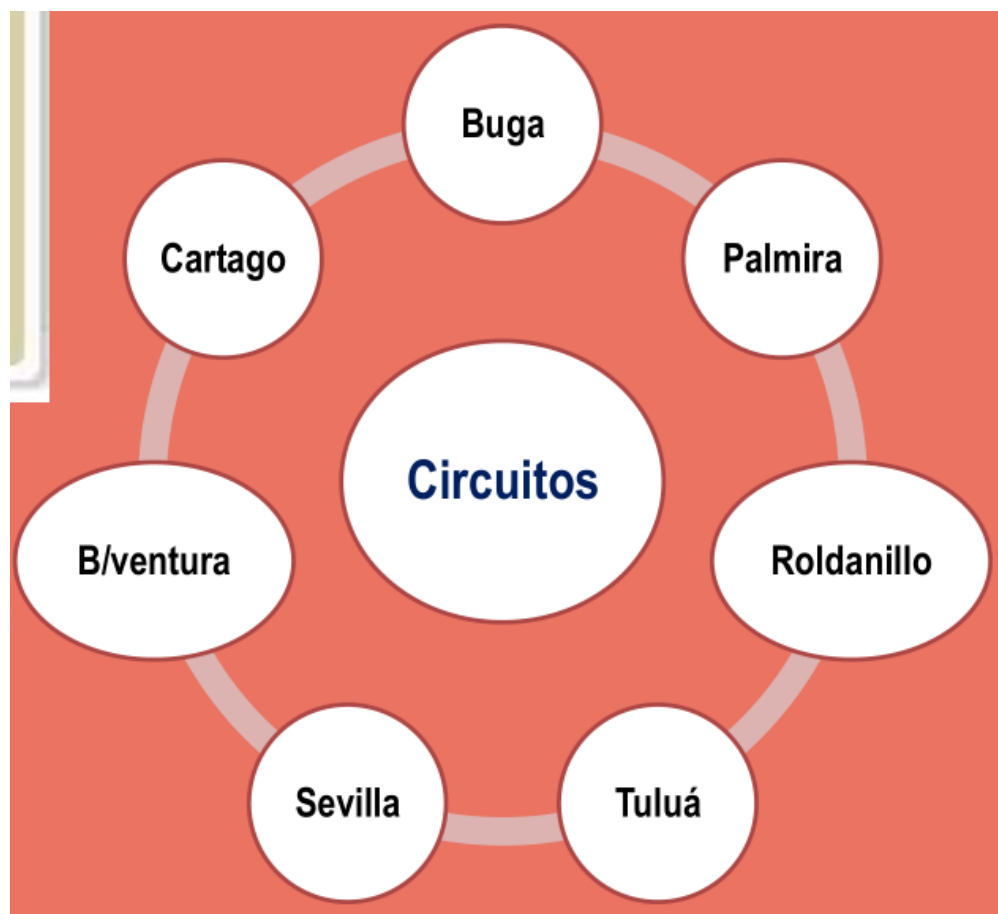 Buga
Cartago
Palmira
Circuitos
B/ventura
Roldanillo
Sevilla
Tuluá